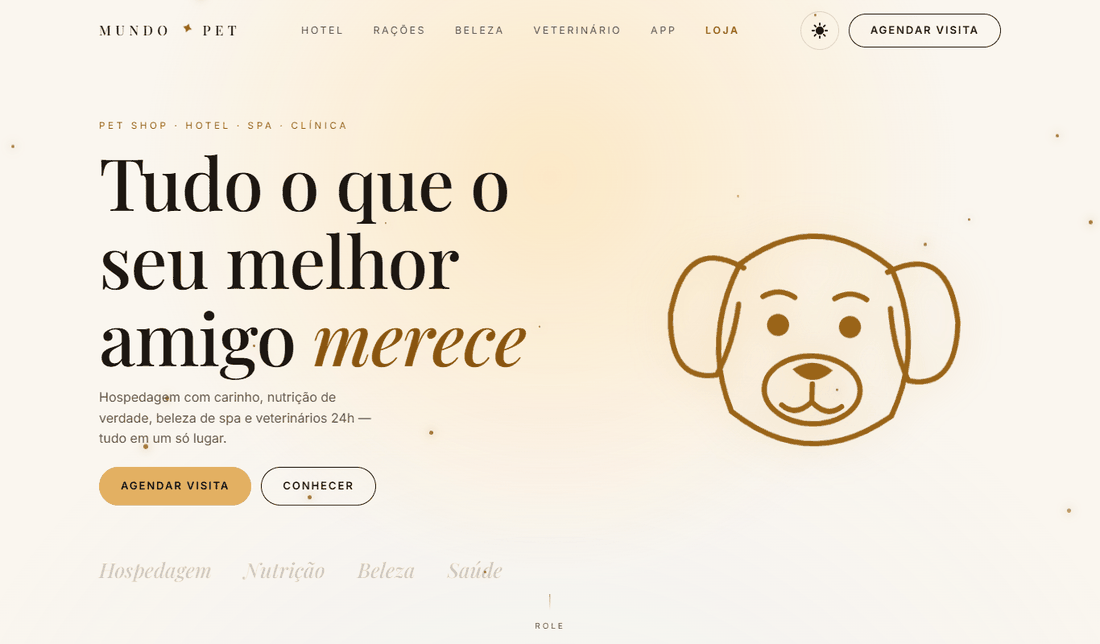 MUNDO PET
HOTEL
RAÇÕES
BELEZA
VETERINÁRIO
APP
LOJA
AGENDAR VISITA
PET SHOP · HOTEL · SPA · CLÍNICA
Tudo o que o
seu melhor
amigo merece
Hospedagem com carinho, nutrição de
verdade, beleza de spa e veterinários 24h —
tudo em um só lugar.
AGENDAR VISITA
CONHECER
Hospedagem
Nutrição
Beleza
Saúde
ROLE